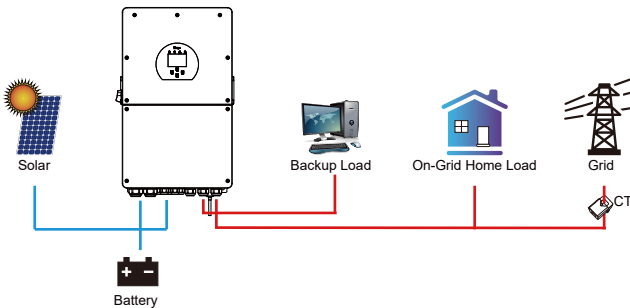 Solar
Backup Load
On-Grid Home Load
Grid
CT
Battery